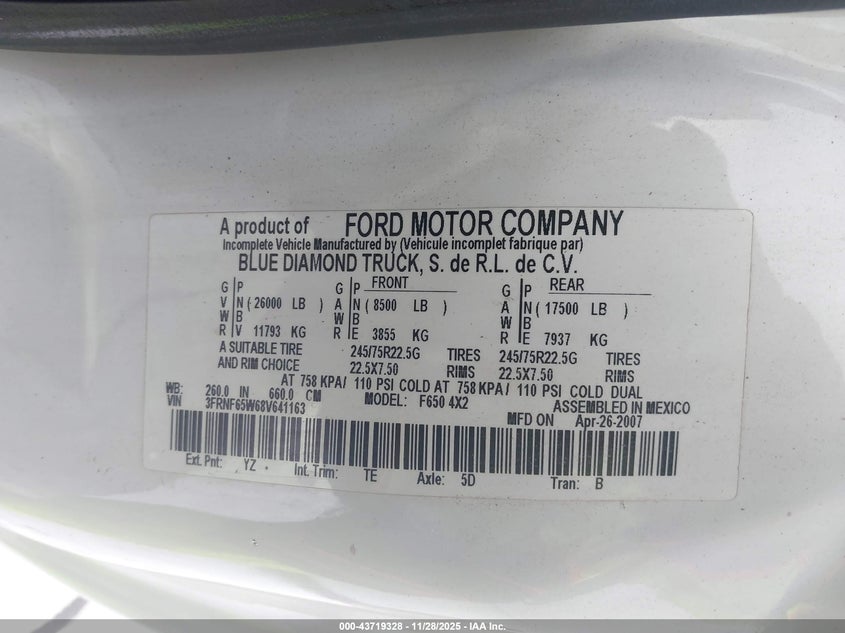 A product of FORD MOTOR COMPANY
Incomplete Vehicle Manufactured by (Vehicule incomplet fabrique par)
BLUE DIAMOND TRUCK, S. de R.L. de C.V.
G P G P FRONT G P REAR
V N ( 26000 LB ) A N ( 8500 LB ) A N ( 17500 LB )
W B W B W B
R V 11793 KG R E 3855 KG R E 7937 KG
A SUITABLE TIRE 245/75R22.5G TIRES 245/75R22.5G TIRES
AND RIM CHOICE 22.5X7.50 RIMS 22.5X7.50 RIMS
AT 758 KPA/ 110 PSI COLD AT 758 KPA/ 110 PSI COLD DUAL
WB: 260.0 IN 660.0 CM MODEL: F650 4X2 ASSEMBLED IN MEXICO
VIN 3FRNF65W68V641163 MFD ON Apr-26-2007
Ext. Pnt: YZ Int. Trim: TE Axle: 5D Tran: B
000-43719328 - 11/28/2025 - IAA Inc.